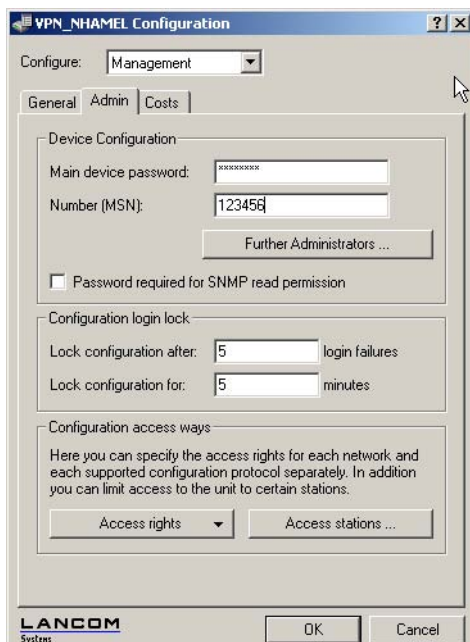 VPN_NHAMEL Configuration
Configure: Management
General Admin Costs
Device Configuration
Main device password: ********
Number (MSN): 123456
Further Administrators ...
Password required for SNMP read permission
Configuration login lock
Lock configuration after: 5 login failures
Lock configuration for: 5 minutes
Configuration access ways
Here you can specify the access rights for each network and
each supported configuration protocol separately. In addition
you can limit access to the unit to certain stations.
Access rights Access stations ...
LANCOM
Systems
OK Cancel